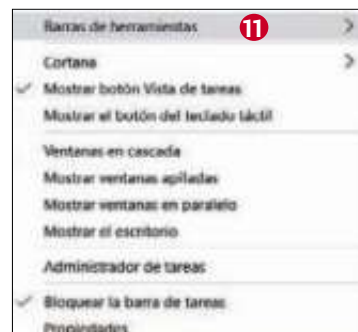 Barras de herramientas 11 >
Cortana >
✓ Mostrar botón Vista de tareas
Mostrar el botón del teclado táctil
Ventanas en cascada
Mostrar ventanas apiladas
Mostrar ventanas en paralelo
Mostrar el escritorio
Administrador de tareas
✓ Bloquear la barra de tareas
Propiedades